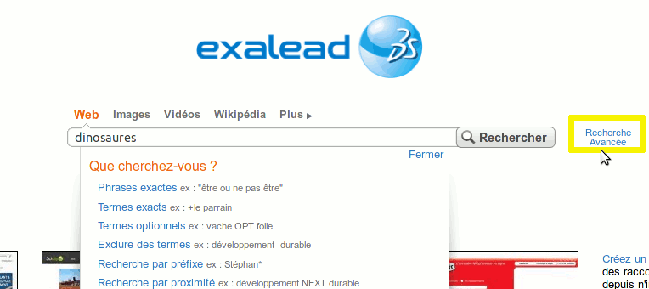 exalead
Web Images Vidéos Wikipédia Plus
dinosaures
Rechercher
Recherche
Avancée
Fermer
Que cherchez-vous ?
Phrases exactes ex : "être ou ne pas être"
Termes exacts ex : +le parrain
Termes optionnels ex : vache OPT folle
Exclure des termes ex : développement -durable
Recherche par préfixe ex : Stéphan*
Recherche par proximité ex : développement NEXT durable
Créez un
des racco
depuis n'i